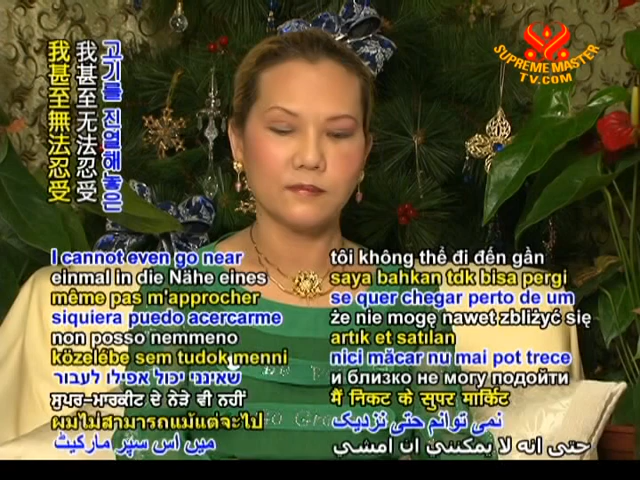 SUPREME MASTER
TV.COM
고기를 진열해놓은
我甚至无法忍受
我甚至無法忍受
I cannot even go near
einmal in die Nähe eines
même pas m'approcher
siquiera puedo acercarme
non posso nemmeno
közelébe sem tudok menni
שאינני יכול אפילו לעבור
ਸੁਪਰ-ਮਾਰਕੀਟ ਦੇ ਨੇੜੇ ਵੀ ਨਹੀਂ
ผมไม่สามารถแม้แต่จะไป
میں اس سپر مارکیٹ
tôi không thể đi đến gần
saya bahkan tdk bisa pergi
se quer chegar perto de um
że nie mogę nawet zbliżyć się
artık et satılan
nici măcar nu mai pot trece
и близко не могу подойти
मैं निकट के सुपर मार्किट
نمی توانم حتی نزدیک
حتى انه لا يمكنني ان امشي